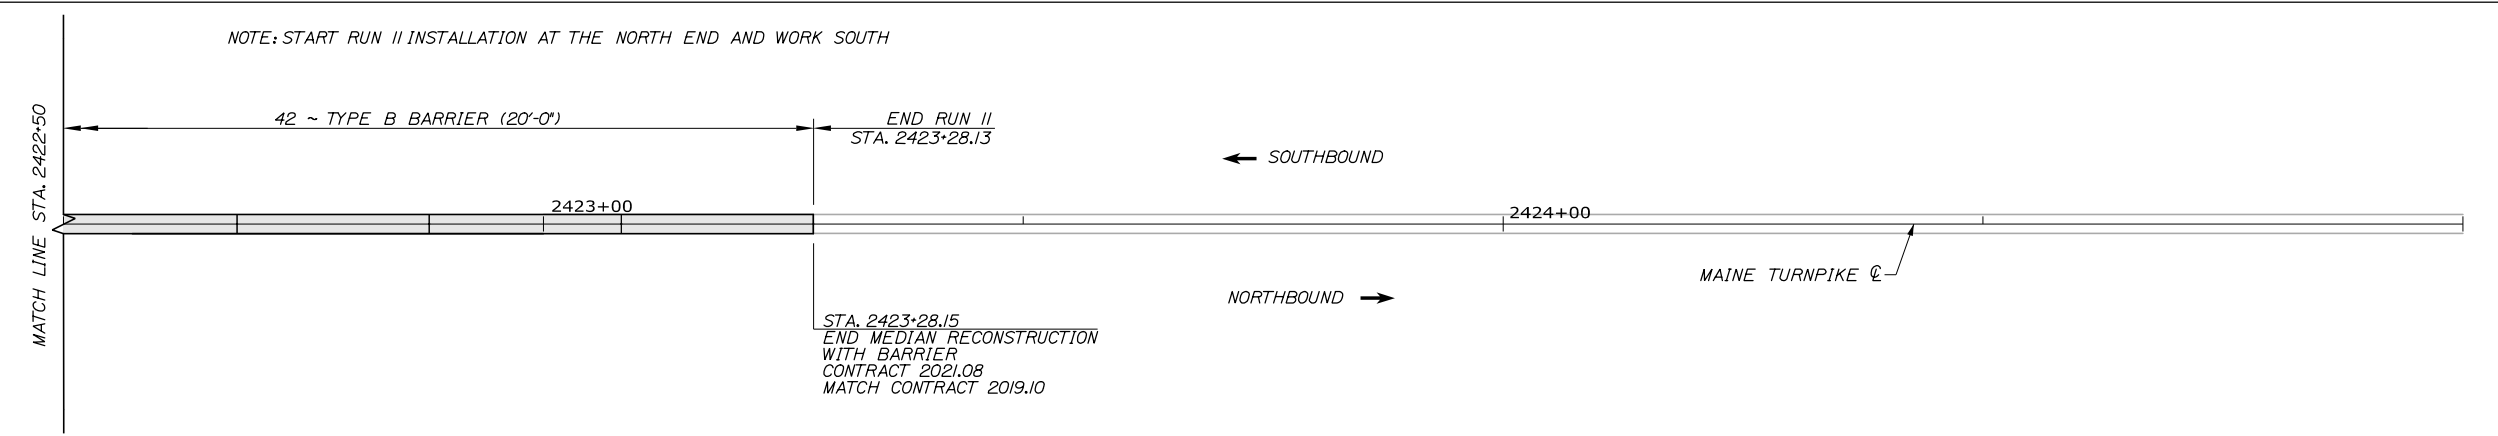 NOTE: START RUN 11 INSTALLATION AT THE NORTH END AND WORK SOUTH
MATCH LINE STA. 2422+50
42 ~ TYPE B BARRIER (20'-0")
END RUN 11
STA. 2423+28.13
SOUTHBOUND
2423+00
2424+00
MAINE TURNPIKE ℄
NORTHBOUND
STA. 2423+28.15
END MEDIAN RECONSTRUCTION
WITH BARRIER
CONTRACT 2021.08
MATCH CONTRACT 2019.10